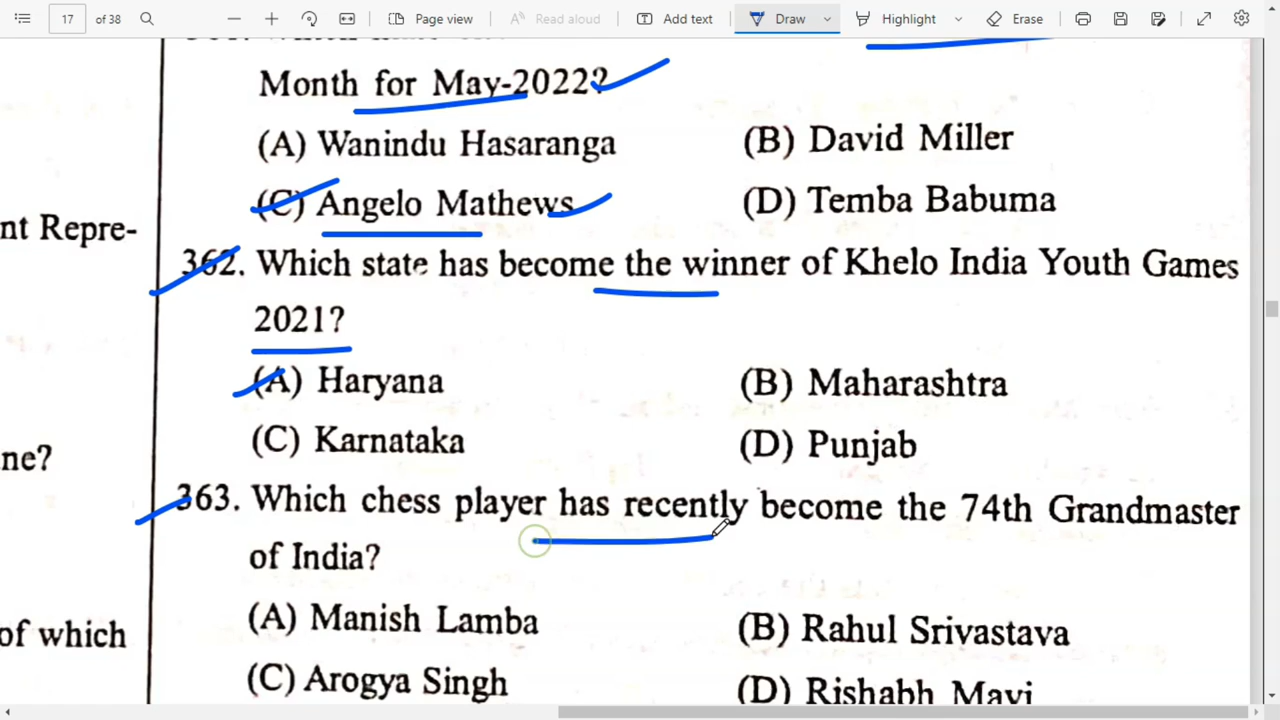 17 of 38 Page view Read aloud Add text Draw Highlight Erase
Month for May-2022?
(A) Wanindu Hasaranga (B) David Miller
(C) Angelo Mathews (D) Temba Babuma
nt Repre-
362. Which state has become the winner of Khelo India Youth Games
2021?
(A) Haryana (B) Maharashtra
(C) Karnataka (D) Punjab
ne?
363. Which chess player has recently become the 74th Grandmaster
of India?
(A) Manish Lamba (B) Rahul Srivastava
of which
(C) Arogya Singh (D) Rishabh Mavi